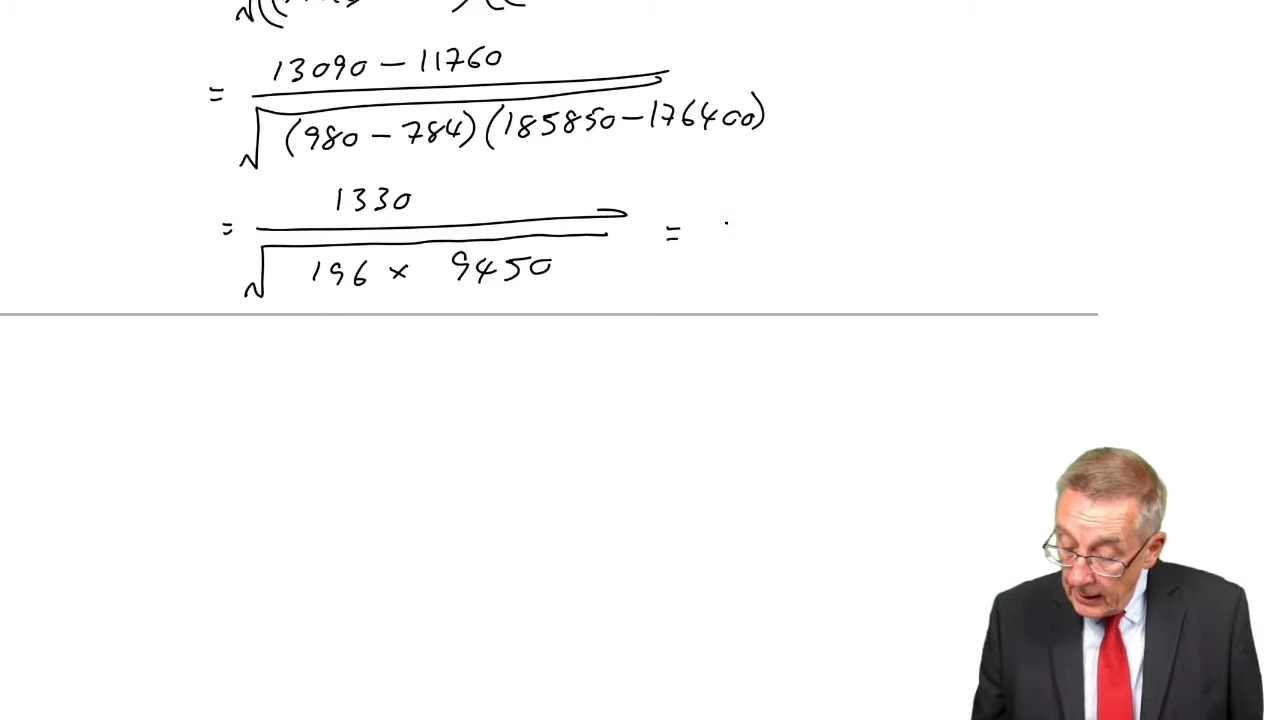 = 13090 - 11760 / √(980 - 784)(185850 - 176400)
= 1330 / √196 × 9450 =